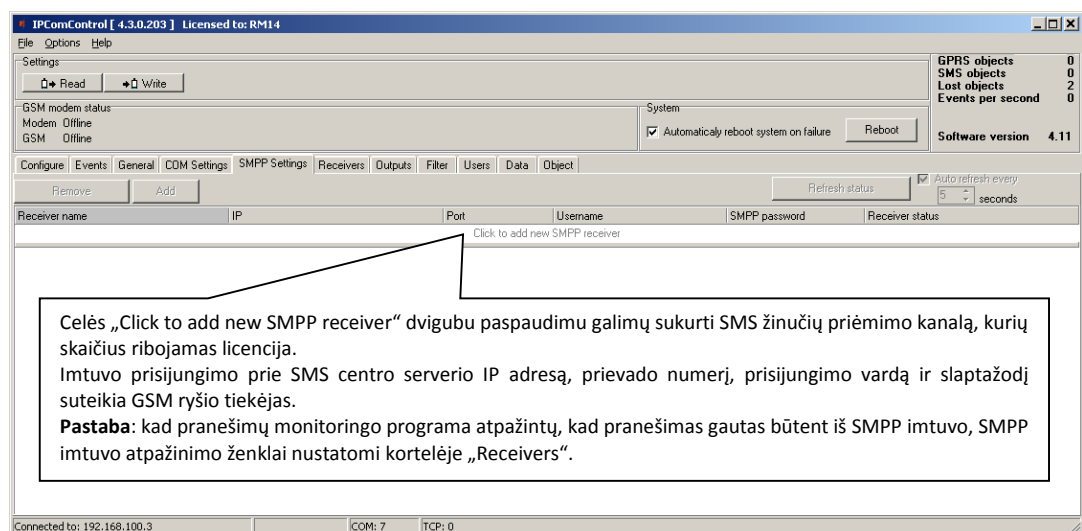 IPComControl [ 4.3.0.203 ] Licensed to: RM14
File Options Help
Settings
Read Write
GPRS objects 0
SMS objects 0
Lost objects 2
Events per second 0
GSM modem status
Modem Offline
GSM Offline
System
Automaticaly reboot system on failure Reboot
Software version 4.11
Configure Events General COM Settings SMPP Settings Receivers Outputs Filter Users Data Object
Remove Add Refresh status Auto refresh every
5 seconds
Receiver name IP Port Username SMPP password Receiver status
Click to add new SMPP receiver
Celės „Click to add new SMPP receiver“ dvigubu paspaudimu galimų sukurti SMS žinučių priėmimo kanalą, kurių
skaičius ribojamas licencija.
Imtuvo prisijungimo prie SMS centro serverio IP adresą, prievado numerį, prisijungimo vardą ir slaptažodį
suteikia GSM ryšio tiekėjas.
Pastaba: kad pranešimų monitoringo programa atpažintų, kad pranešimas gautas būtent iš SMPP imtuvo, SMPP
imtuvo atpažinimo ženklai nustatomi kortelėje „Receivers“.
Connected to: 192.168.100.3 COM: 7 TCP: 0